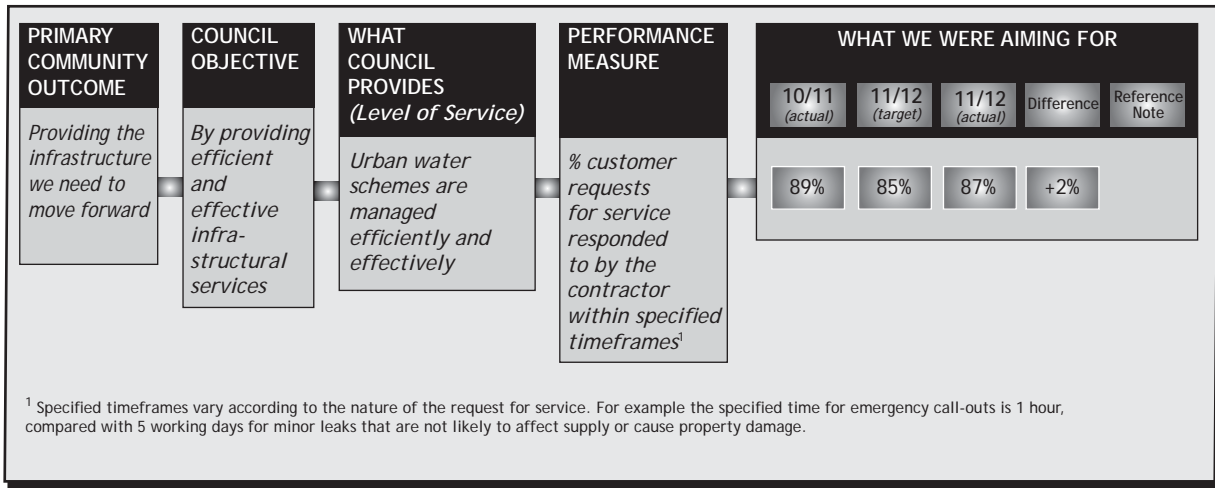 PRIMARY
COMMUNITY
OUTCOME
Providing the
infrastructure
we need to
move forward
COUNCIL
OBJECTIVE
By providing
efficient
and
effective
infra-
structural
services
WHAT
COUNCIL
PROVIDES
(Level of Service)
Urban water
schemes are
managed
efficiently and
effectively
PERFORMANCE
MEASURE
% customer
requests
for service
responded
to by the
contractor
within specified
timeframes¹
WHAT WE WERE AIMING FOR
10/11
(actual)
11/12
(target)
11/12
(actual)
Difference
Reference
Note
89%
85%
87%
+2%
¹ Specified timeframes vary according to the nature of the request for service. For example the specified time for emergency call-outs is 1 hour,
compared with 5 working days for minor leaks that are not likely to affect supply or cause property damage.